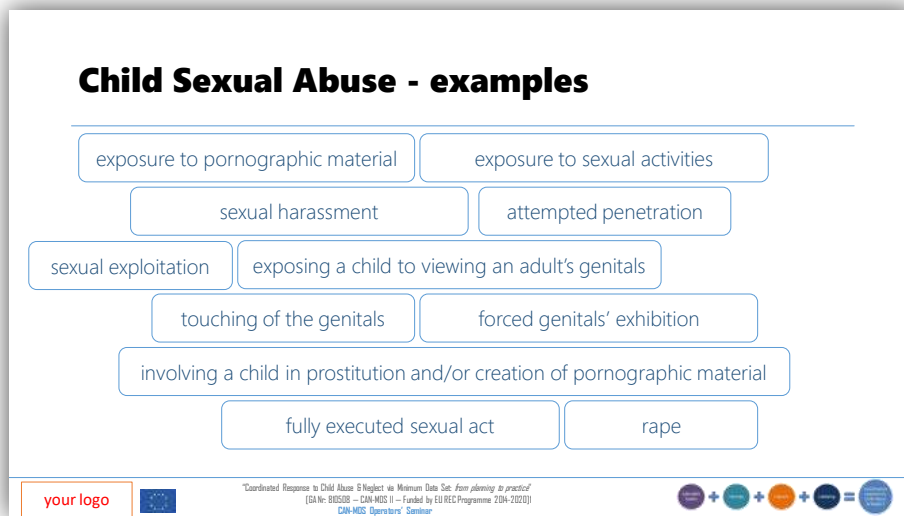 Child Sexual Abuse - examples
exposure to pornographic material
exposure to sexual activities
sexual harassment
attempted penetration
sexual exploitation
exposing a child to viewing an adult's genitals
touching of the genitals
forced genitals' exhibition
involving a child in prostitution and/or creation of pornographic material
fully executed sexual act
rape
your logo
"Coordinated Response to Child Abuse & Neglect via Minimum Data Set: from planning to practice"
[GA Nr: 810508 — CAN-MDS II — Funded by EU REC Programme 2014-2020)]
CAN-MDS Operators' Seminar